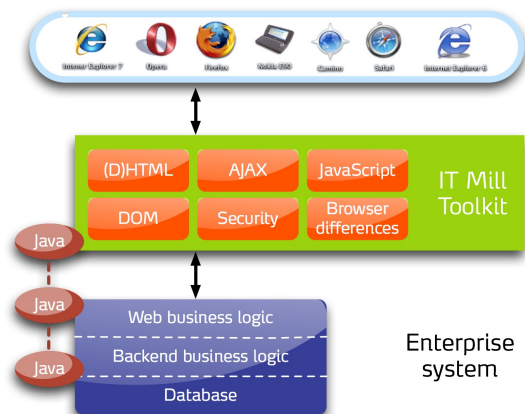 Internet Explorer 7 Opera Firefox Nokia E90 Camino Safari Internet Explorer 6
(D)HTML AJAX JavaScript
IT Mill
Toolkit
DOM Security Browser
differences
Java
Java
Web business logic
Backend business logic
Java
Database
Enterprise
system